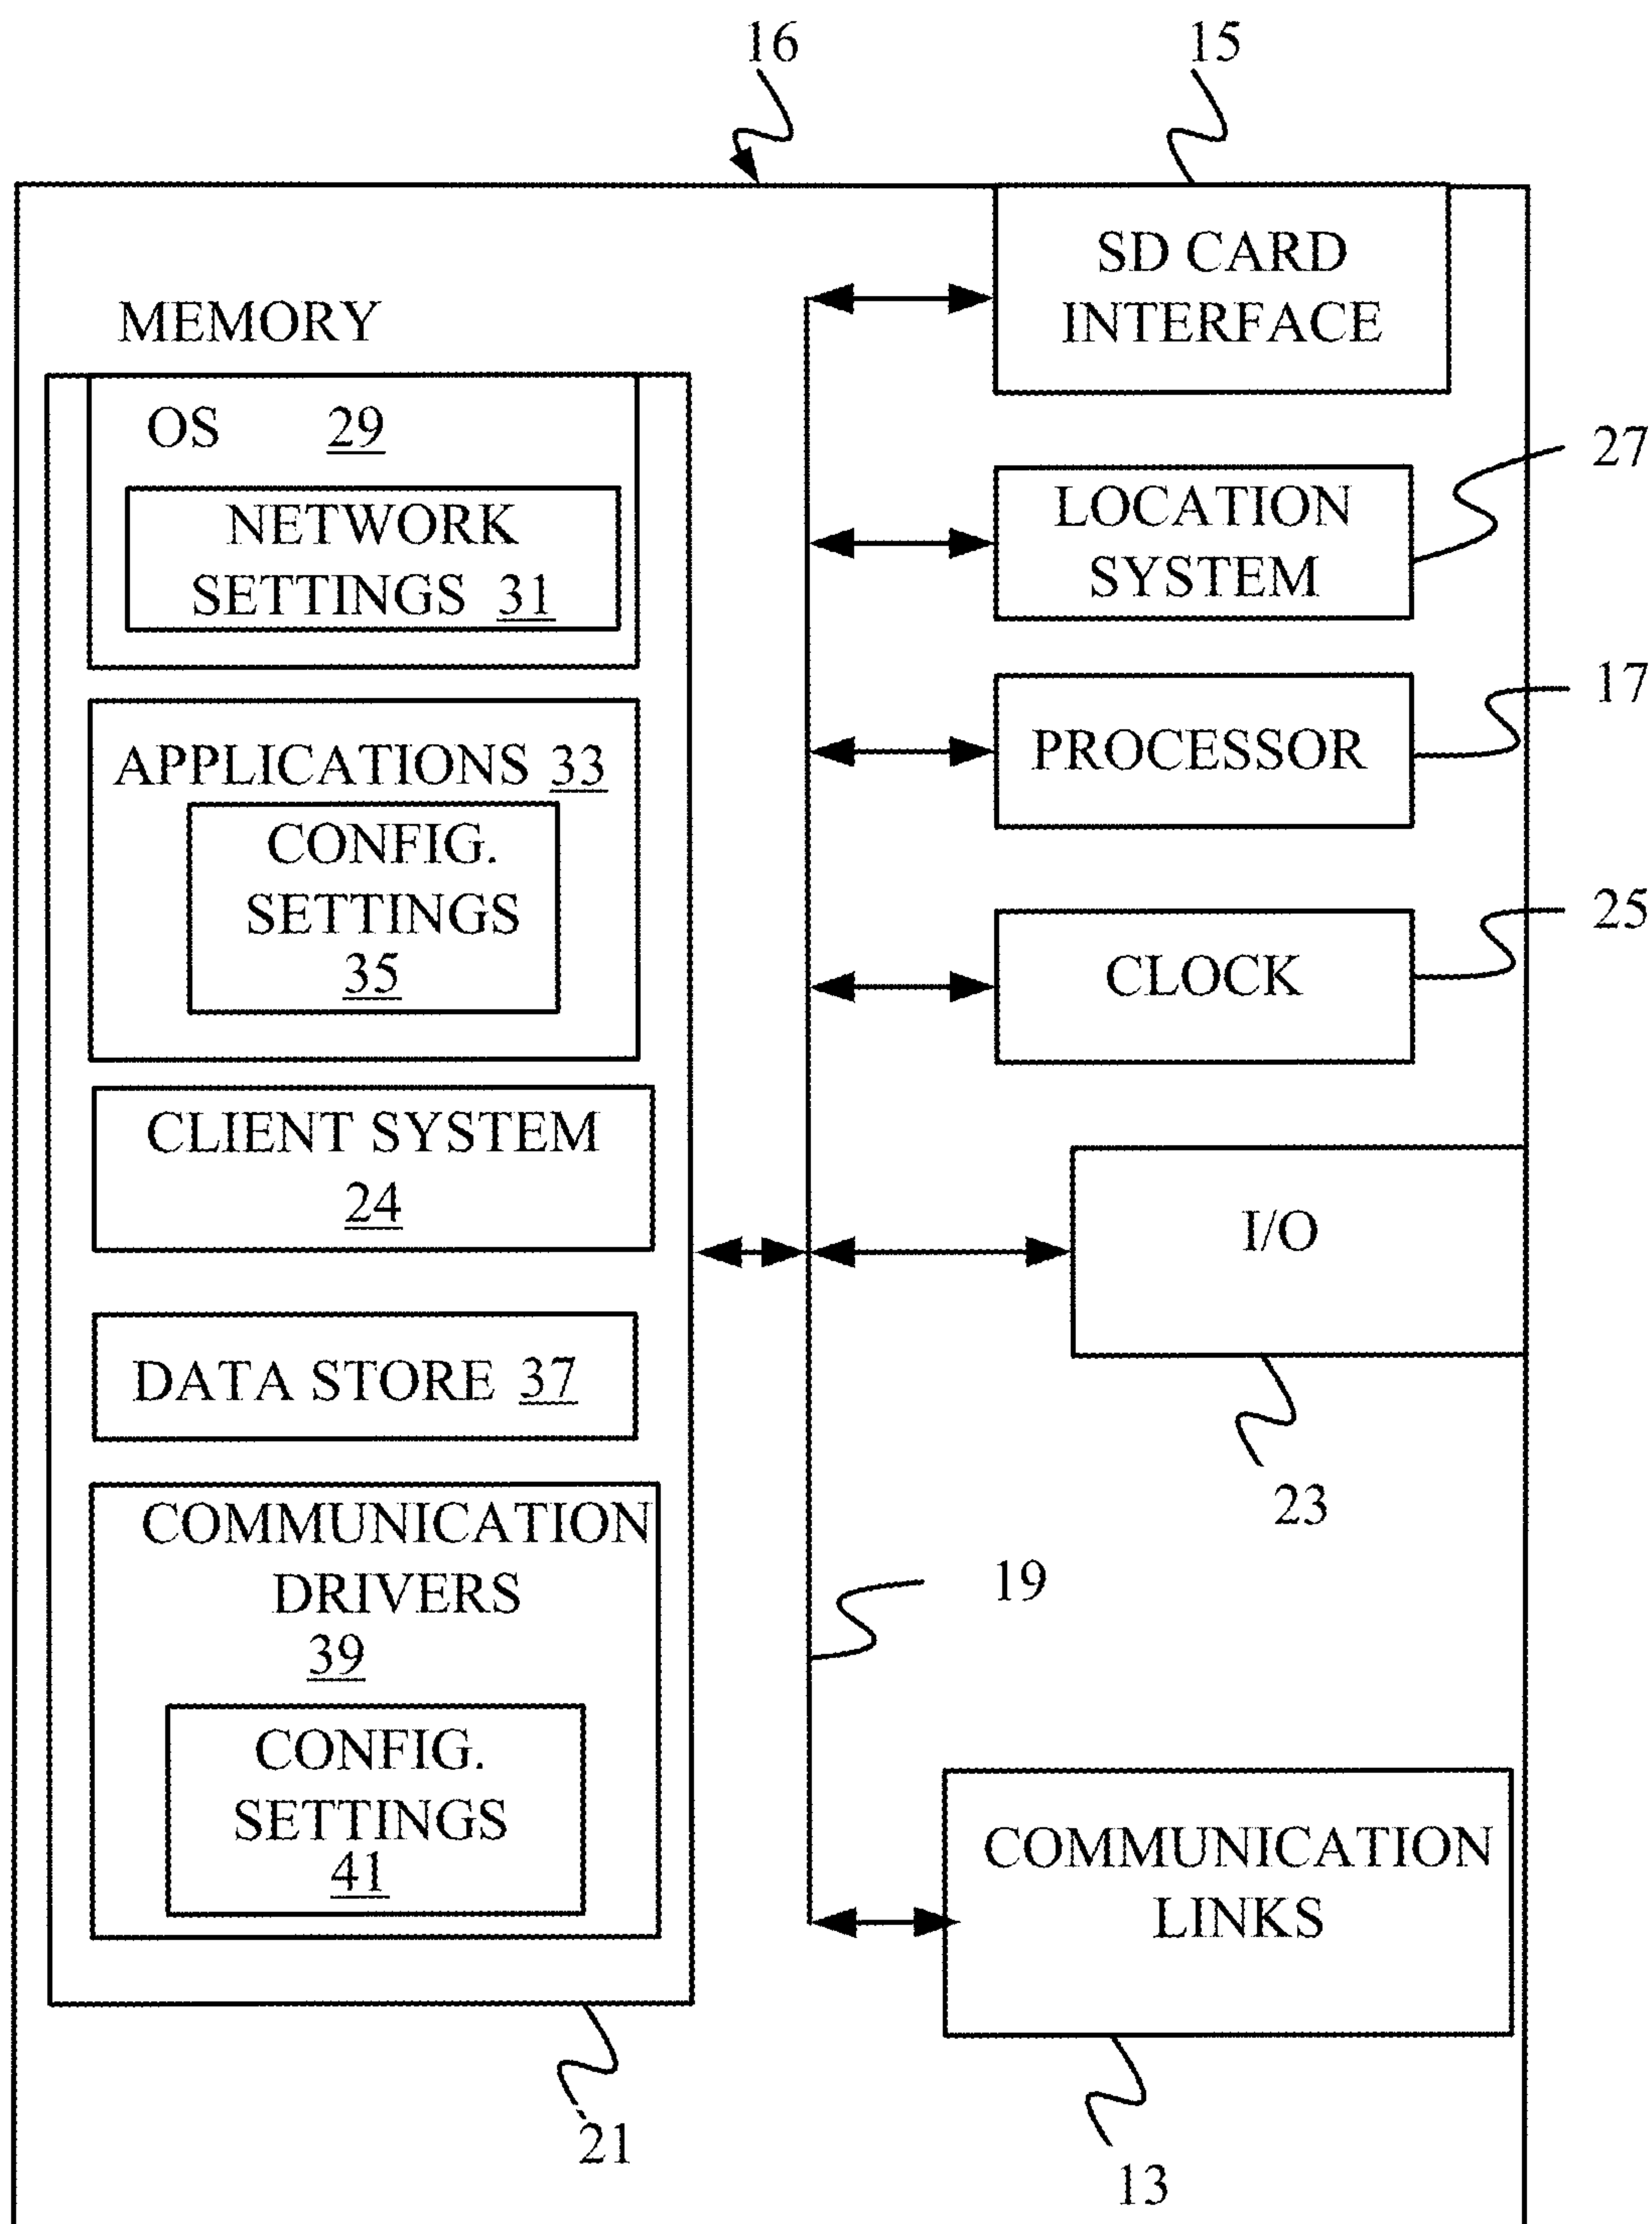 16
15
SD CARD
INTERFACE
MEMORY
OS 29
NETWORK
SETTINGS 31
27
LOCATION
SYSTEM
17
PROCESSOR
APPLICATIONS 33
CONFIG.
SETTINGS
35
25
CLOCK
CLIENT SYSTEM
24
I/O
DATA STORE 37
23
COMMUNICATION
DRIVERS
39
19
CONFIG.
SETTINGS
41
COMMUNICATION
LINKS
21
13